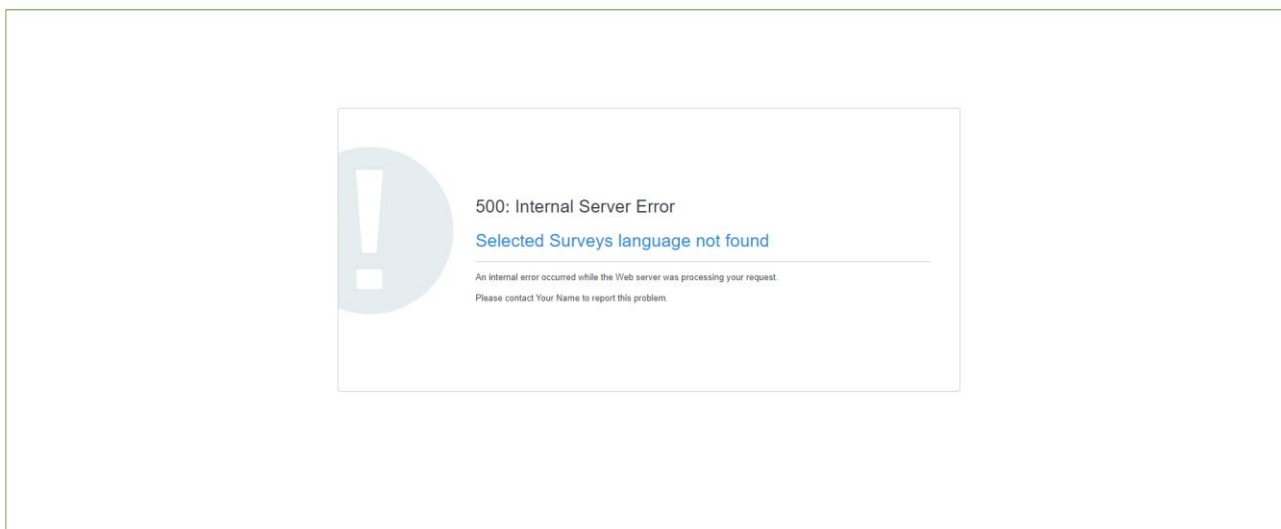 500: Internal Server Error
Selected Surveys language not found
An internal error occurred while the Web server was processing your request.
Please contact Your Name to report this problem.